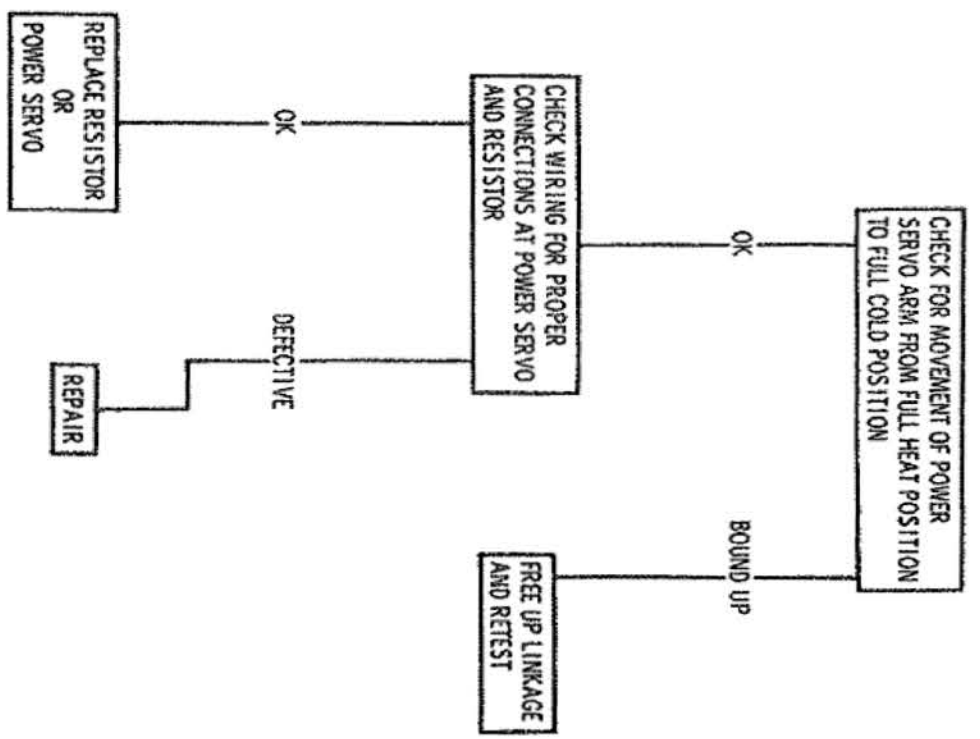 CHECK FOR MOVEMENT OF POWER
SERVO ARM FROM FULL HEAT POSITION
TO FULL COLD POSITION
OK
BOUND UP
CHECK WIRING FOR PROPER
CONNECTIONS AT POWER SERVO
AND RESISTOR
FREE UP LINKAGE
AND RETEST
OK
DEFECTIVE
REPLACE RESISTOR
OR
POWER SERVO
REPAIR